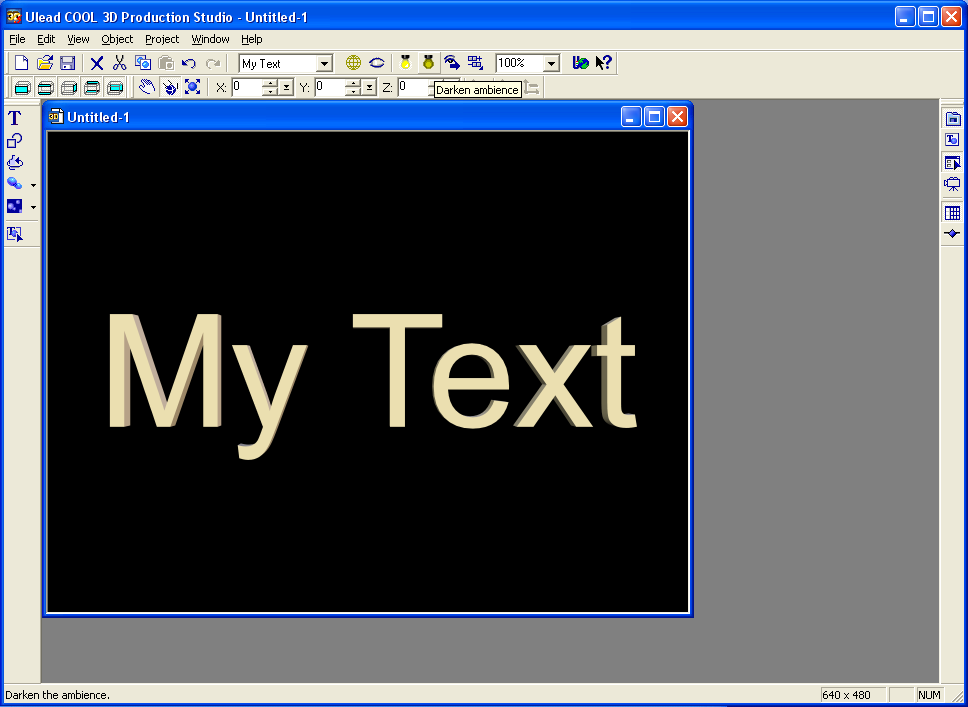 Ulead COOL 3D Production Studio - Untitled-1
File Edit View Object Project Window Help
My Text 100%
X: 0 Y: 0 Z: 0
Darken ambience
Untitled-1
My Text
Darken the ambience. 640 x 480 NUM